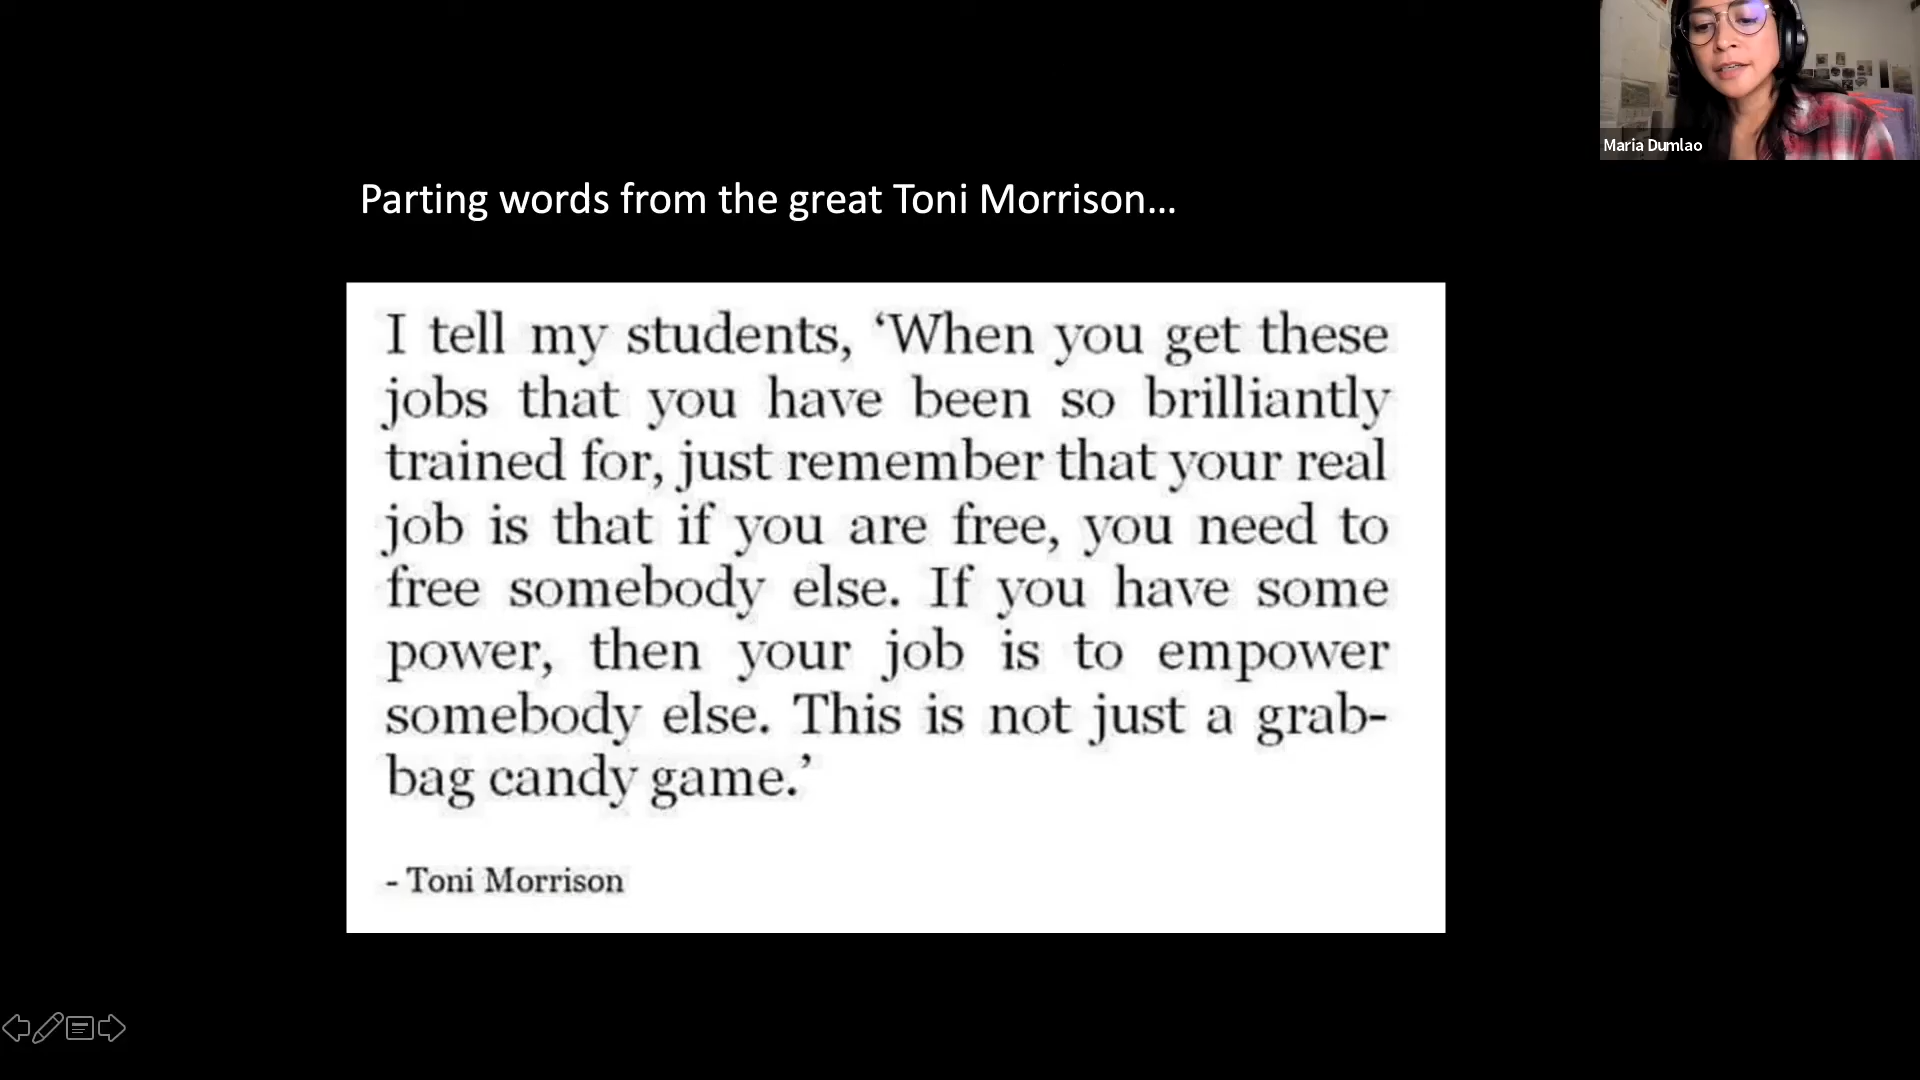 Maria Dumlao
Parting words from the great Toni Morrison...
I tell my students, ‘When you get these
jobs that you have been so brilliantly
trained for, just remember that your real
job is that if you are free, you need to
free somebody else. If you have some
power, then your job is to empower
somebody else. This is not just a grab-
bag candy game.’
- Toni Morrison